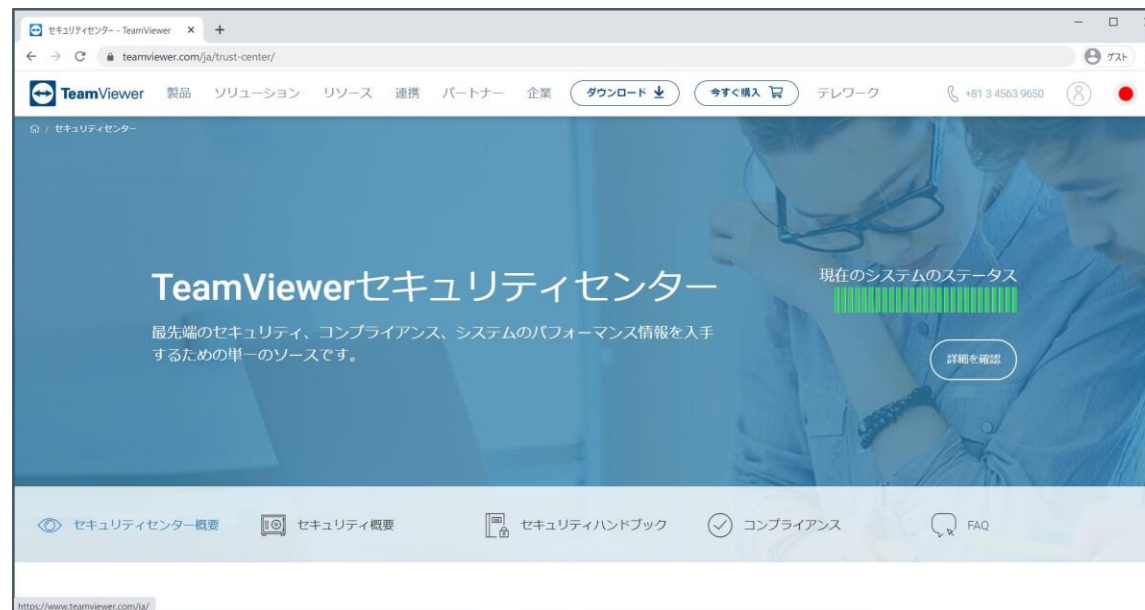 セキュリティセンター - TeamViewer
teamviewer.com/ja/trust-center/
ゲスト
TeamViewer 製品 ソリューション リソース 連携 パートナー 企業 ダウンロード 今すぐ購入 テレワーク +81 3 4563 9650
/ セキュリティセンター
TeamViewerセキュリティセンター
最先端のセキュリティ、コンプライアンス、システムのパフォーマンス情報を入手
するための単一のソースです。
現在のシステムのステータス
詳細を確認
セキュリティセンター概要 セキュリティ概要 セキュリティハンドブック コンプライアンス FAQ
https://www.teamviewer.com/ja/